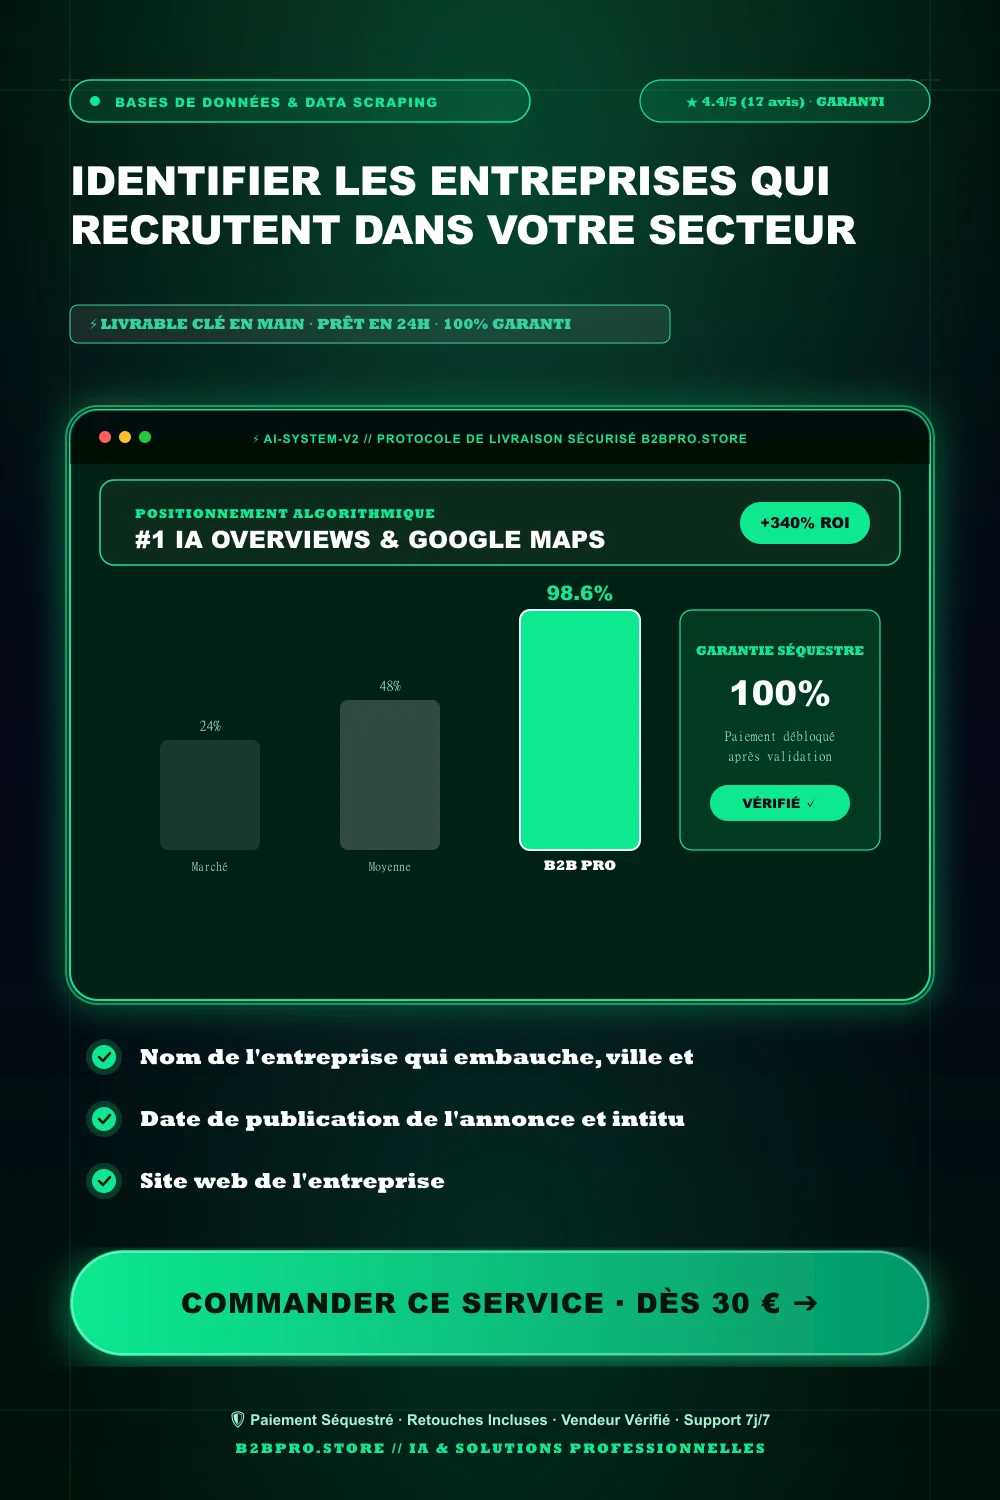 BASES DE DONNÉES & DATA SCRAPING
★ 4.4/5 (17 avis) · GARANTI
IDENTIFIER LES ENTREPRISES QUI
RECRUTENT DANS VOTRE SECTEUR
⚡ LIVRABLE CLÉ EN MAIN · PRÊT EN 24H · 100% GARANTI
⚡ AI-SYSTEM-V2 // PROTOCOLE DE LIVRAISON SÉCURISÉ B2BPRO.STORE
POSITIONNEMENT ALGORITHMIQUE
#1 IA OVERVIEWS & GOOGLE MAPS
+340% ROI
98.6%
48%
24%
GARANTIE SÉQUESTRE
100%
Paiement débloqué
après validation
VÉRIFIÉ ✓
Marché
Moyenne
B2B PRO
Nom de l'entreprise qui embauche, ville et
Date de publication de l'annonce et intitu
Site web de l'entreprise
COMMANDER CE SERVICE · DÈS 30 € →
🛡 Paiement Séquestré · Retouches Incluses · Vendeur Vérifié · Support 7j/7
B2BPRO.STORE // IA & SOLUTIONS PROFESSIONNELLES